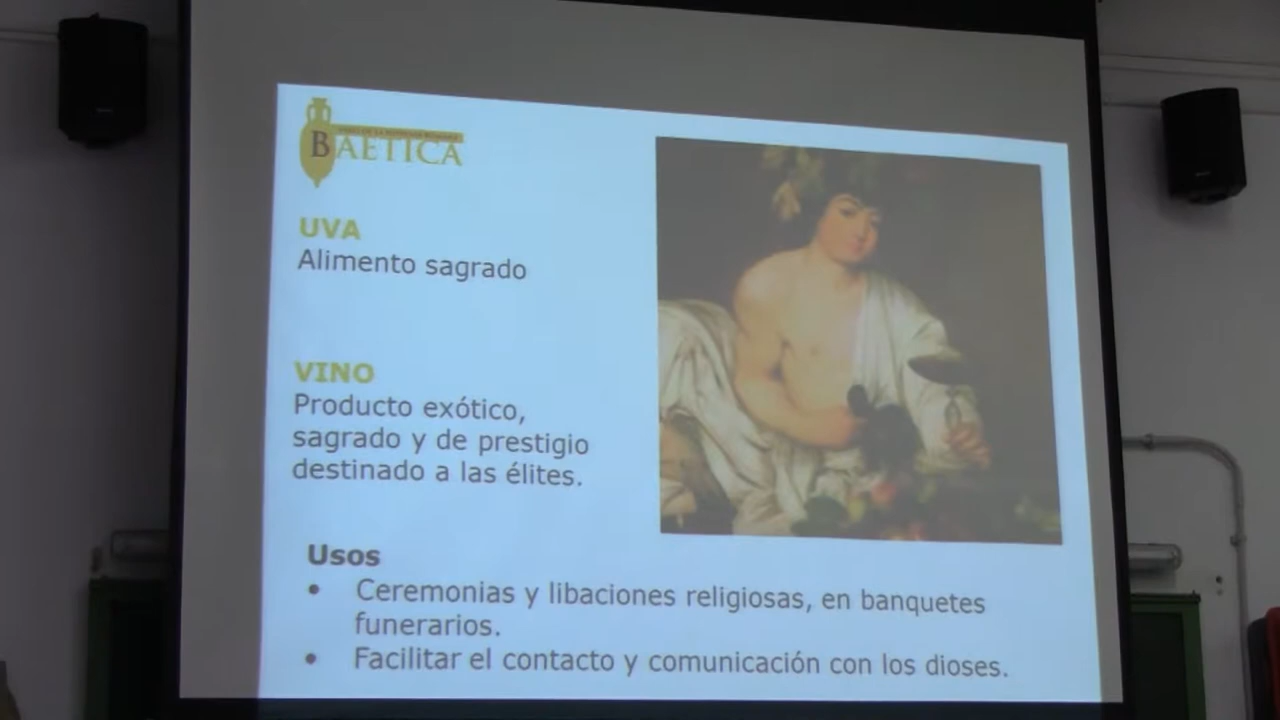 BAETICA
UVA
Alimento sagrado
VINO
Producto exótico,
sagrado y de prestigio
destinado a las élites.
Usos
• Ceremonias y libaciones religiosas, en banquetes
funerarios.
• Facilitar el contacto y comunicación con los dioses.